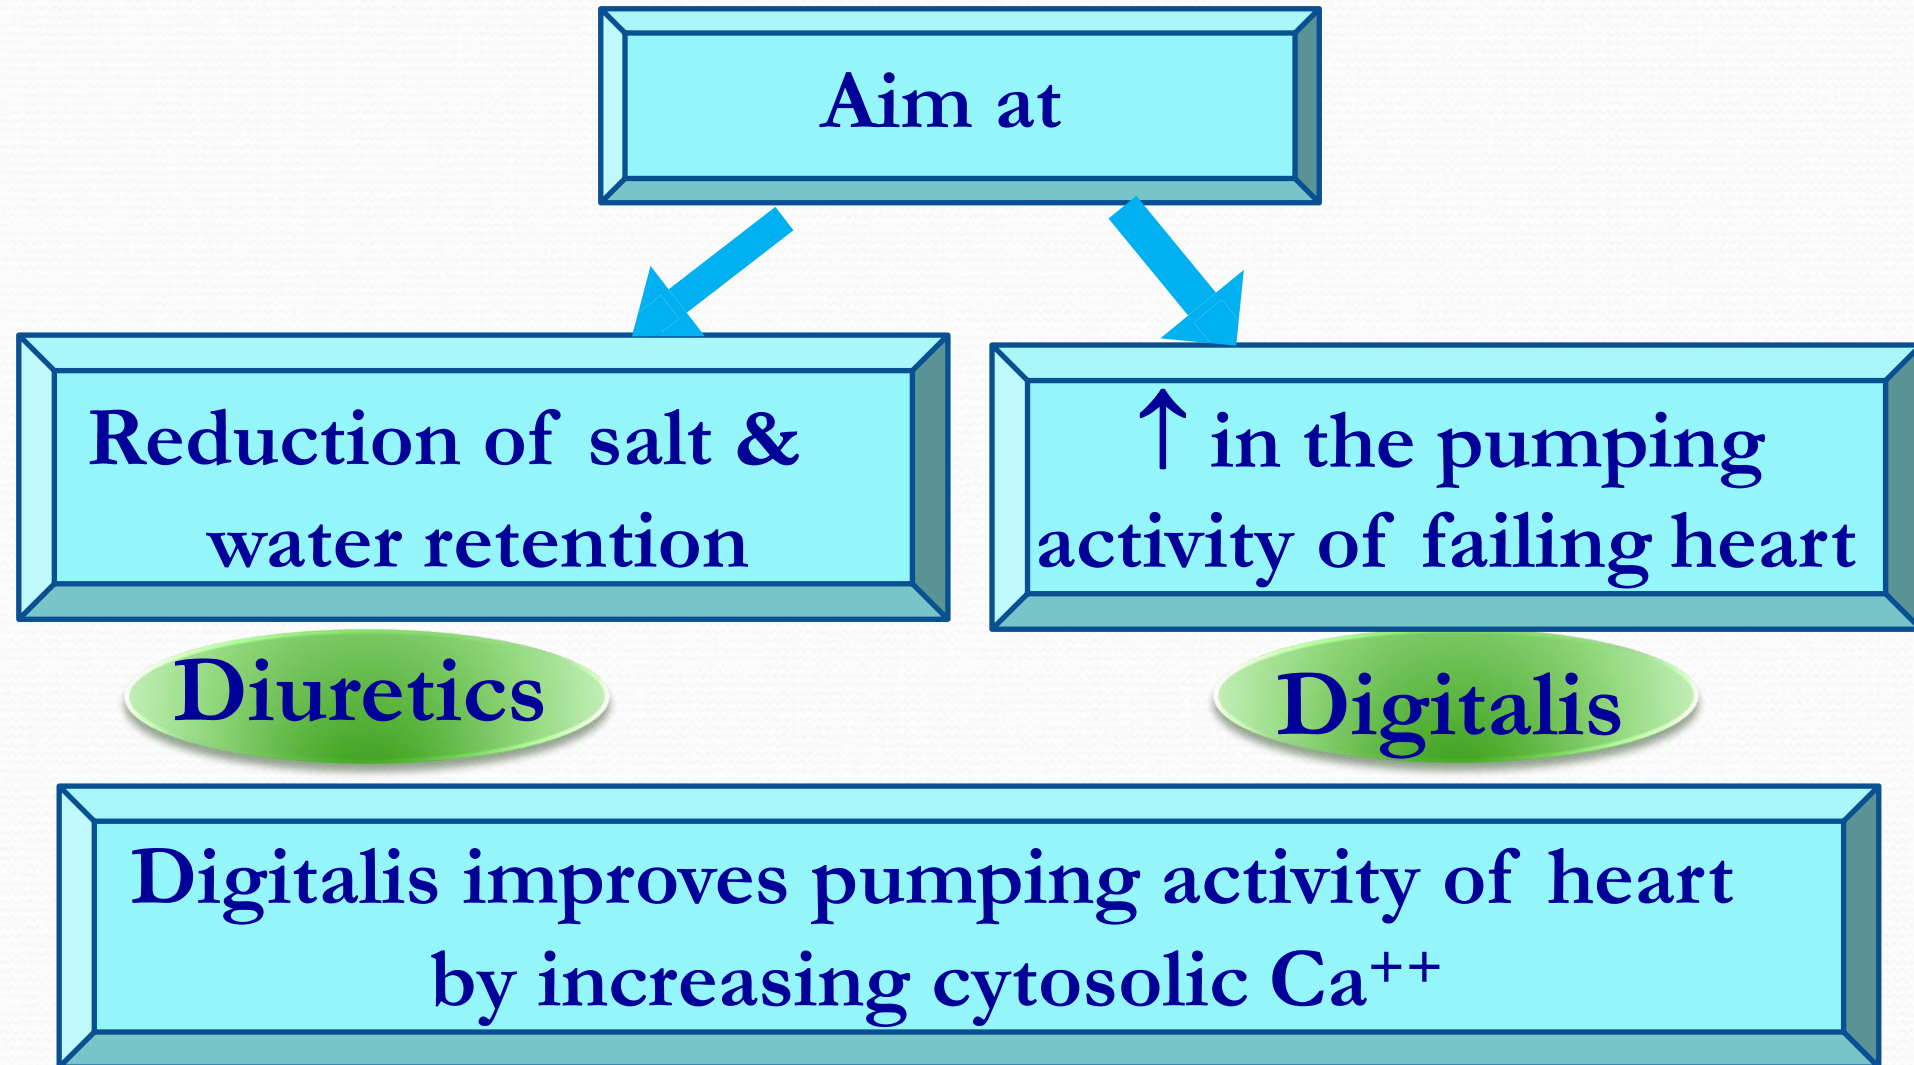 Aim at
Reduction of salt &
water retention
↑ in the pumping
activity of failing heart
Diuretics
Digitalis
Digitalis improves pumping activity of heart
by increasing cytosolic Ca⁺⁺